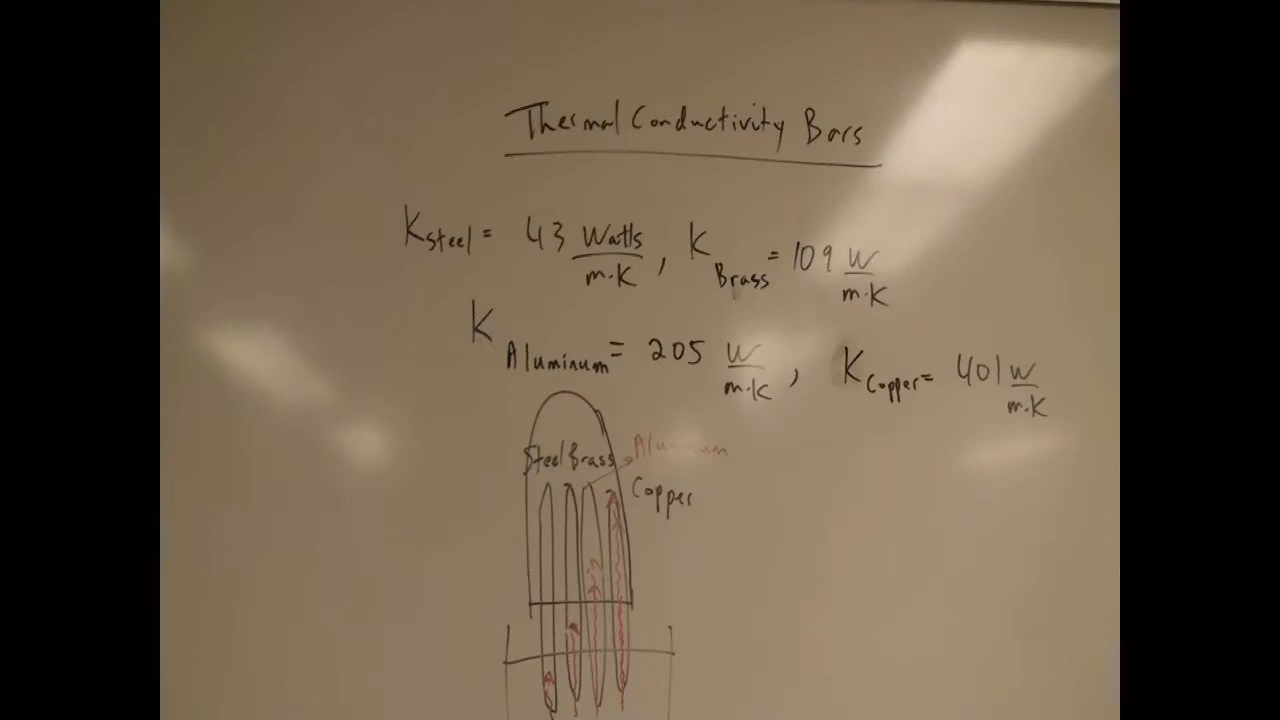 Thermal Conductivity Bars
Ksteel = 43 Watts/m·K, K Brass = 109 W/m·K
K Aluminum = 205 W/m·K, K Copper = 401 W/m·K
Steel Brass Aluminum
Copper